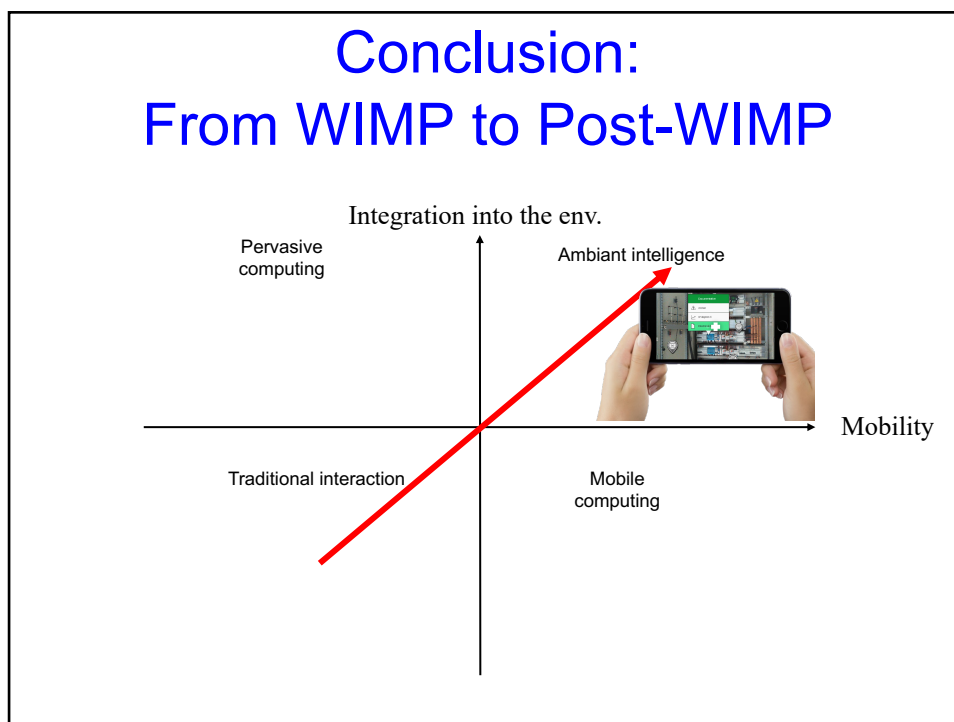 Conclusion:
From WIMP to Post-WIMP
Integration into the env.
Pervasive
computing
Ambiant intelligence
Mobility
Traditional interaction
Mobile
computing